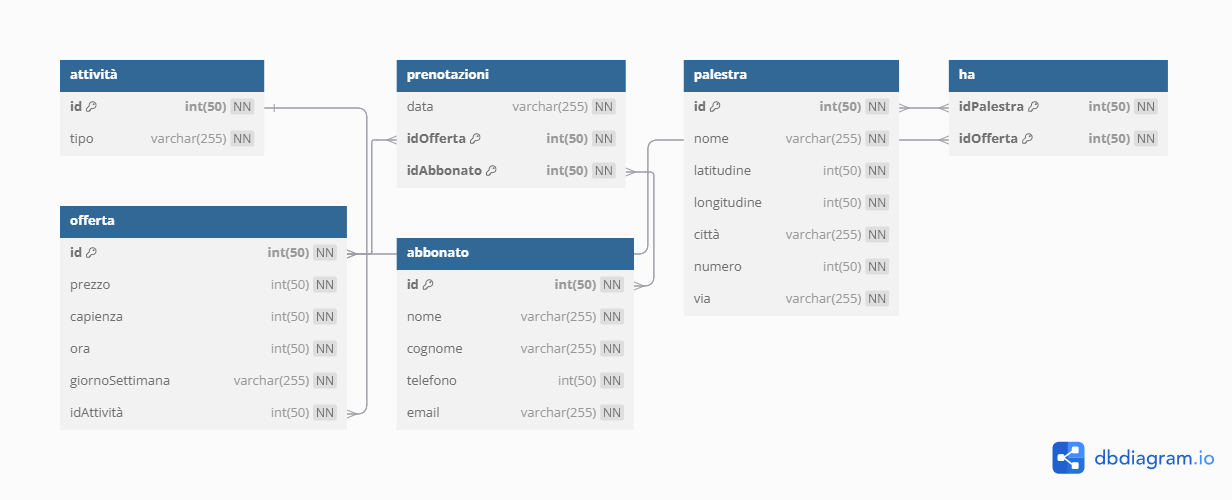 attività
id int(50) NN
tipo varchar(255) NN
prenotazioni
data varchar(255) NN
idOfferta int(50) NN
idAbbonato int(50) NN
palestra
id int(50) NN
nome varchar(255) NN
latitudine int(50) NN
longitudine int(50) NN
città varchar(255) NN
numero int(50) NN
via varchar(255) NN
ha
idPalestra int(50) NN
idOfferta int(50) NN
offerta
id int(50) NN
prezzo int(50) NN
capienza int(50) NN
ora int(50) NN
giornoSettimana varchar(255) NN
idAttività int(50) NN
abbonato
id int(50) NN
nome varchar(255) NN
cognome varchar(255) NN
telefono int(50) NN
email varchar(255) NN
dbdiagram.io